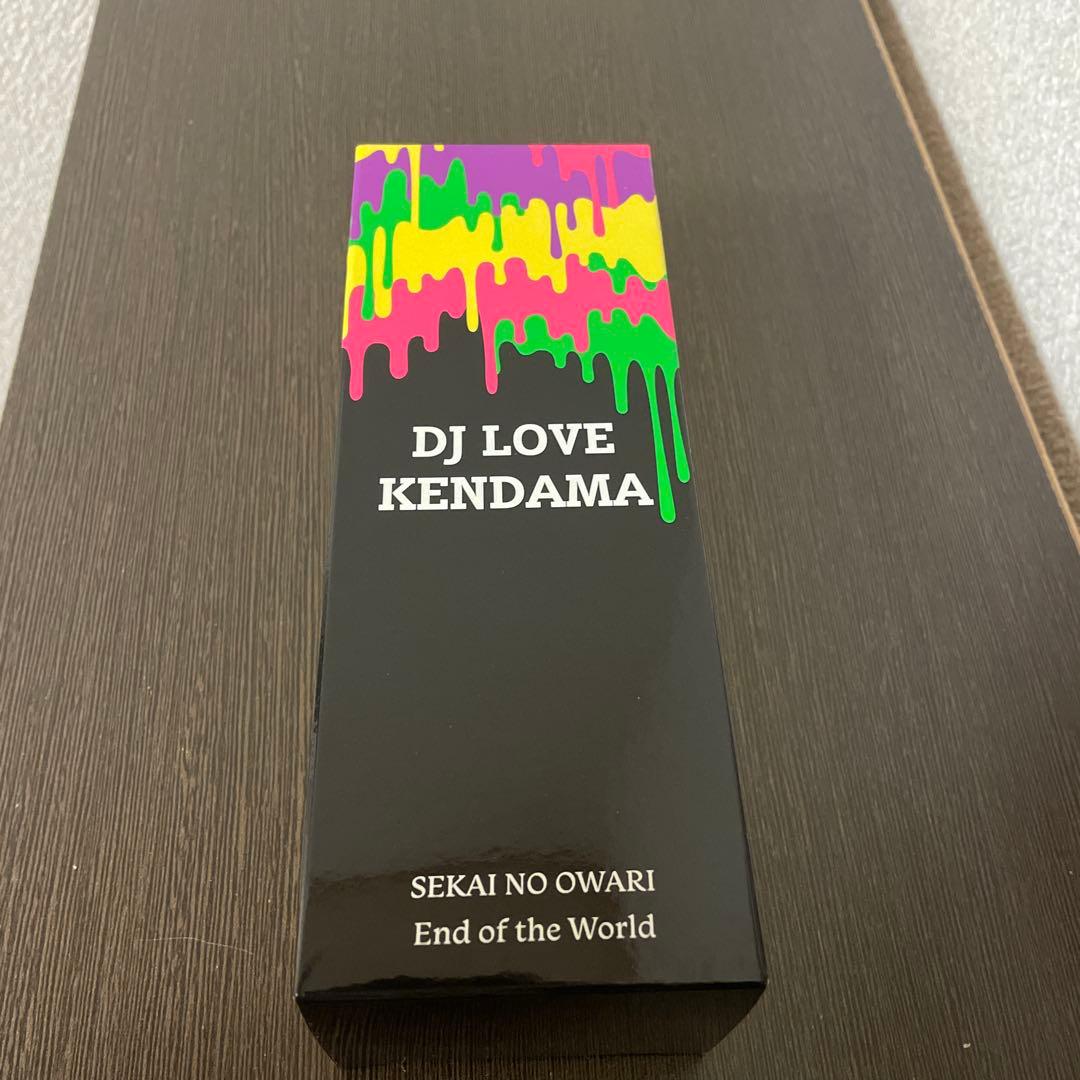 DJ LOVE
KENDAMA
SEKAI NO OWARI
End of the World